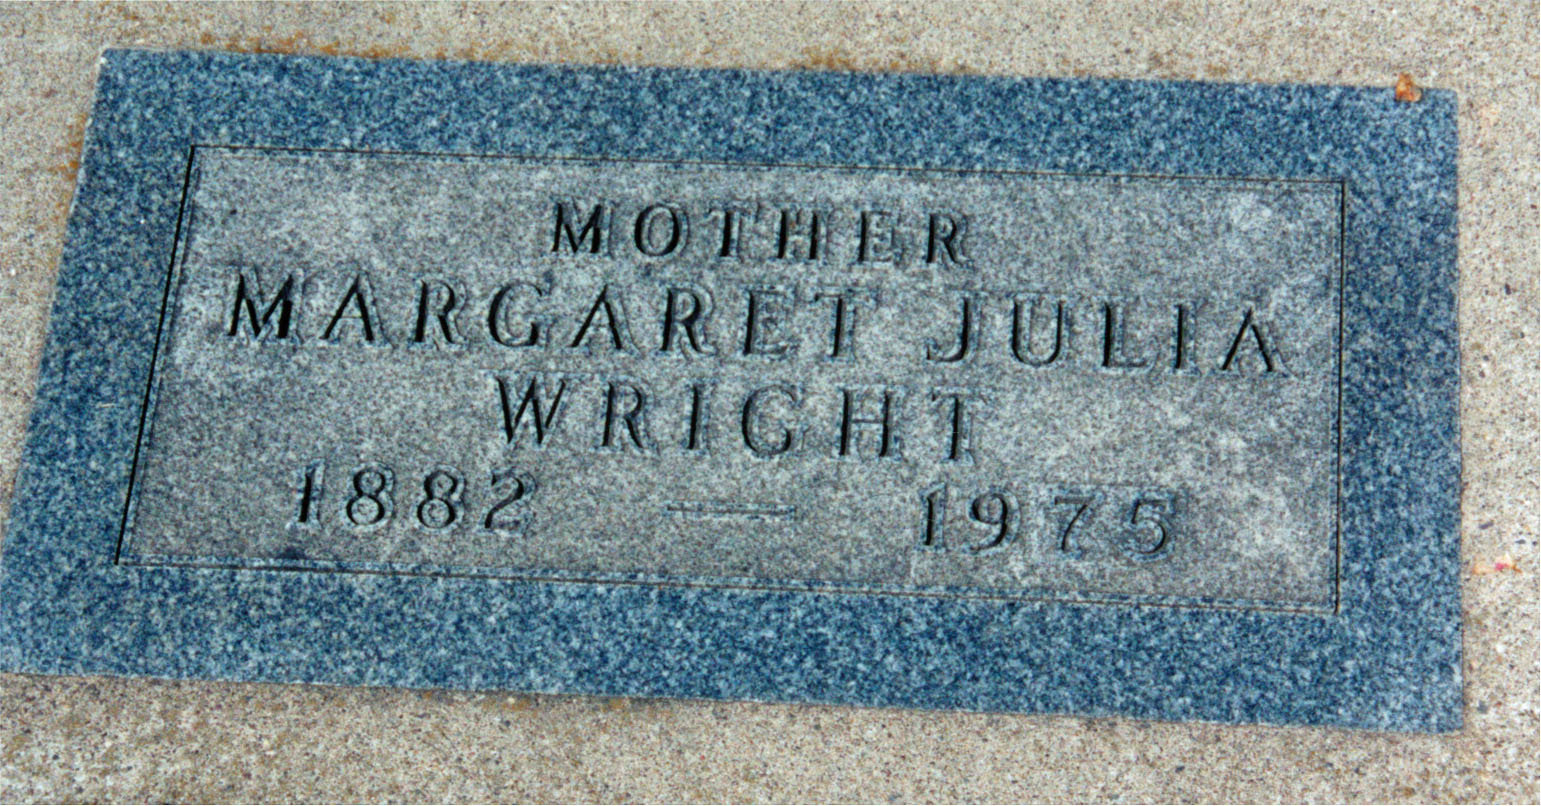 MOTHER
MARGARET JULIA
WRIGHT
1882 — 1975